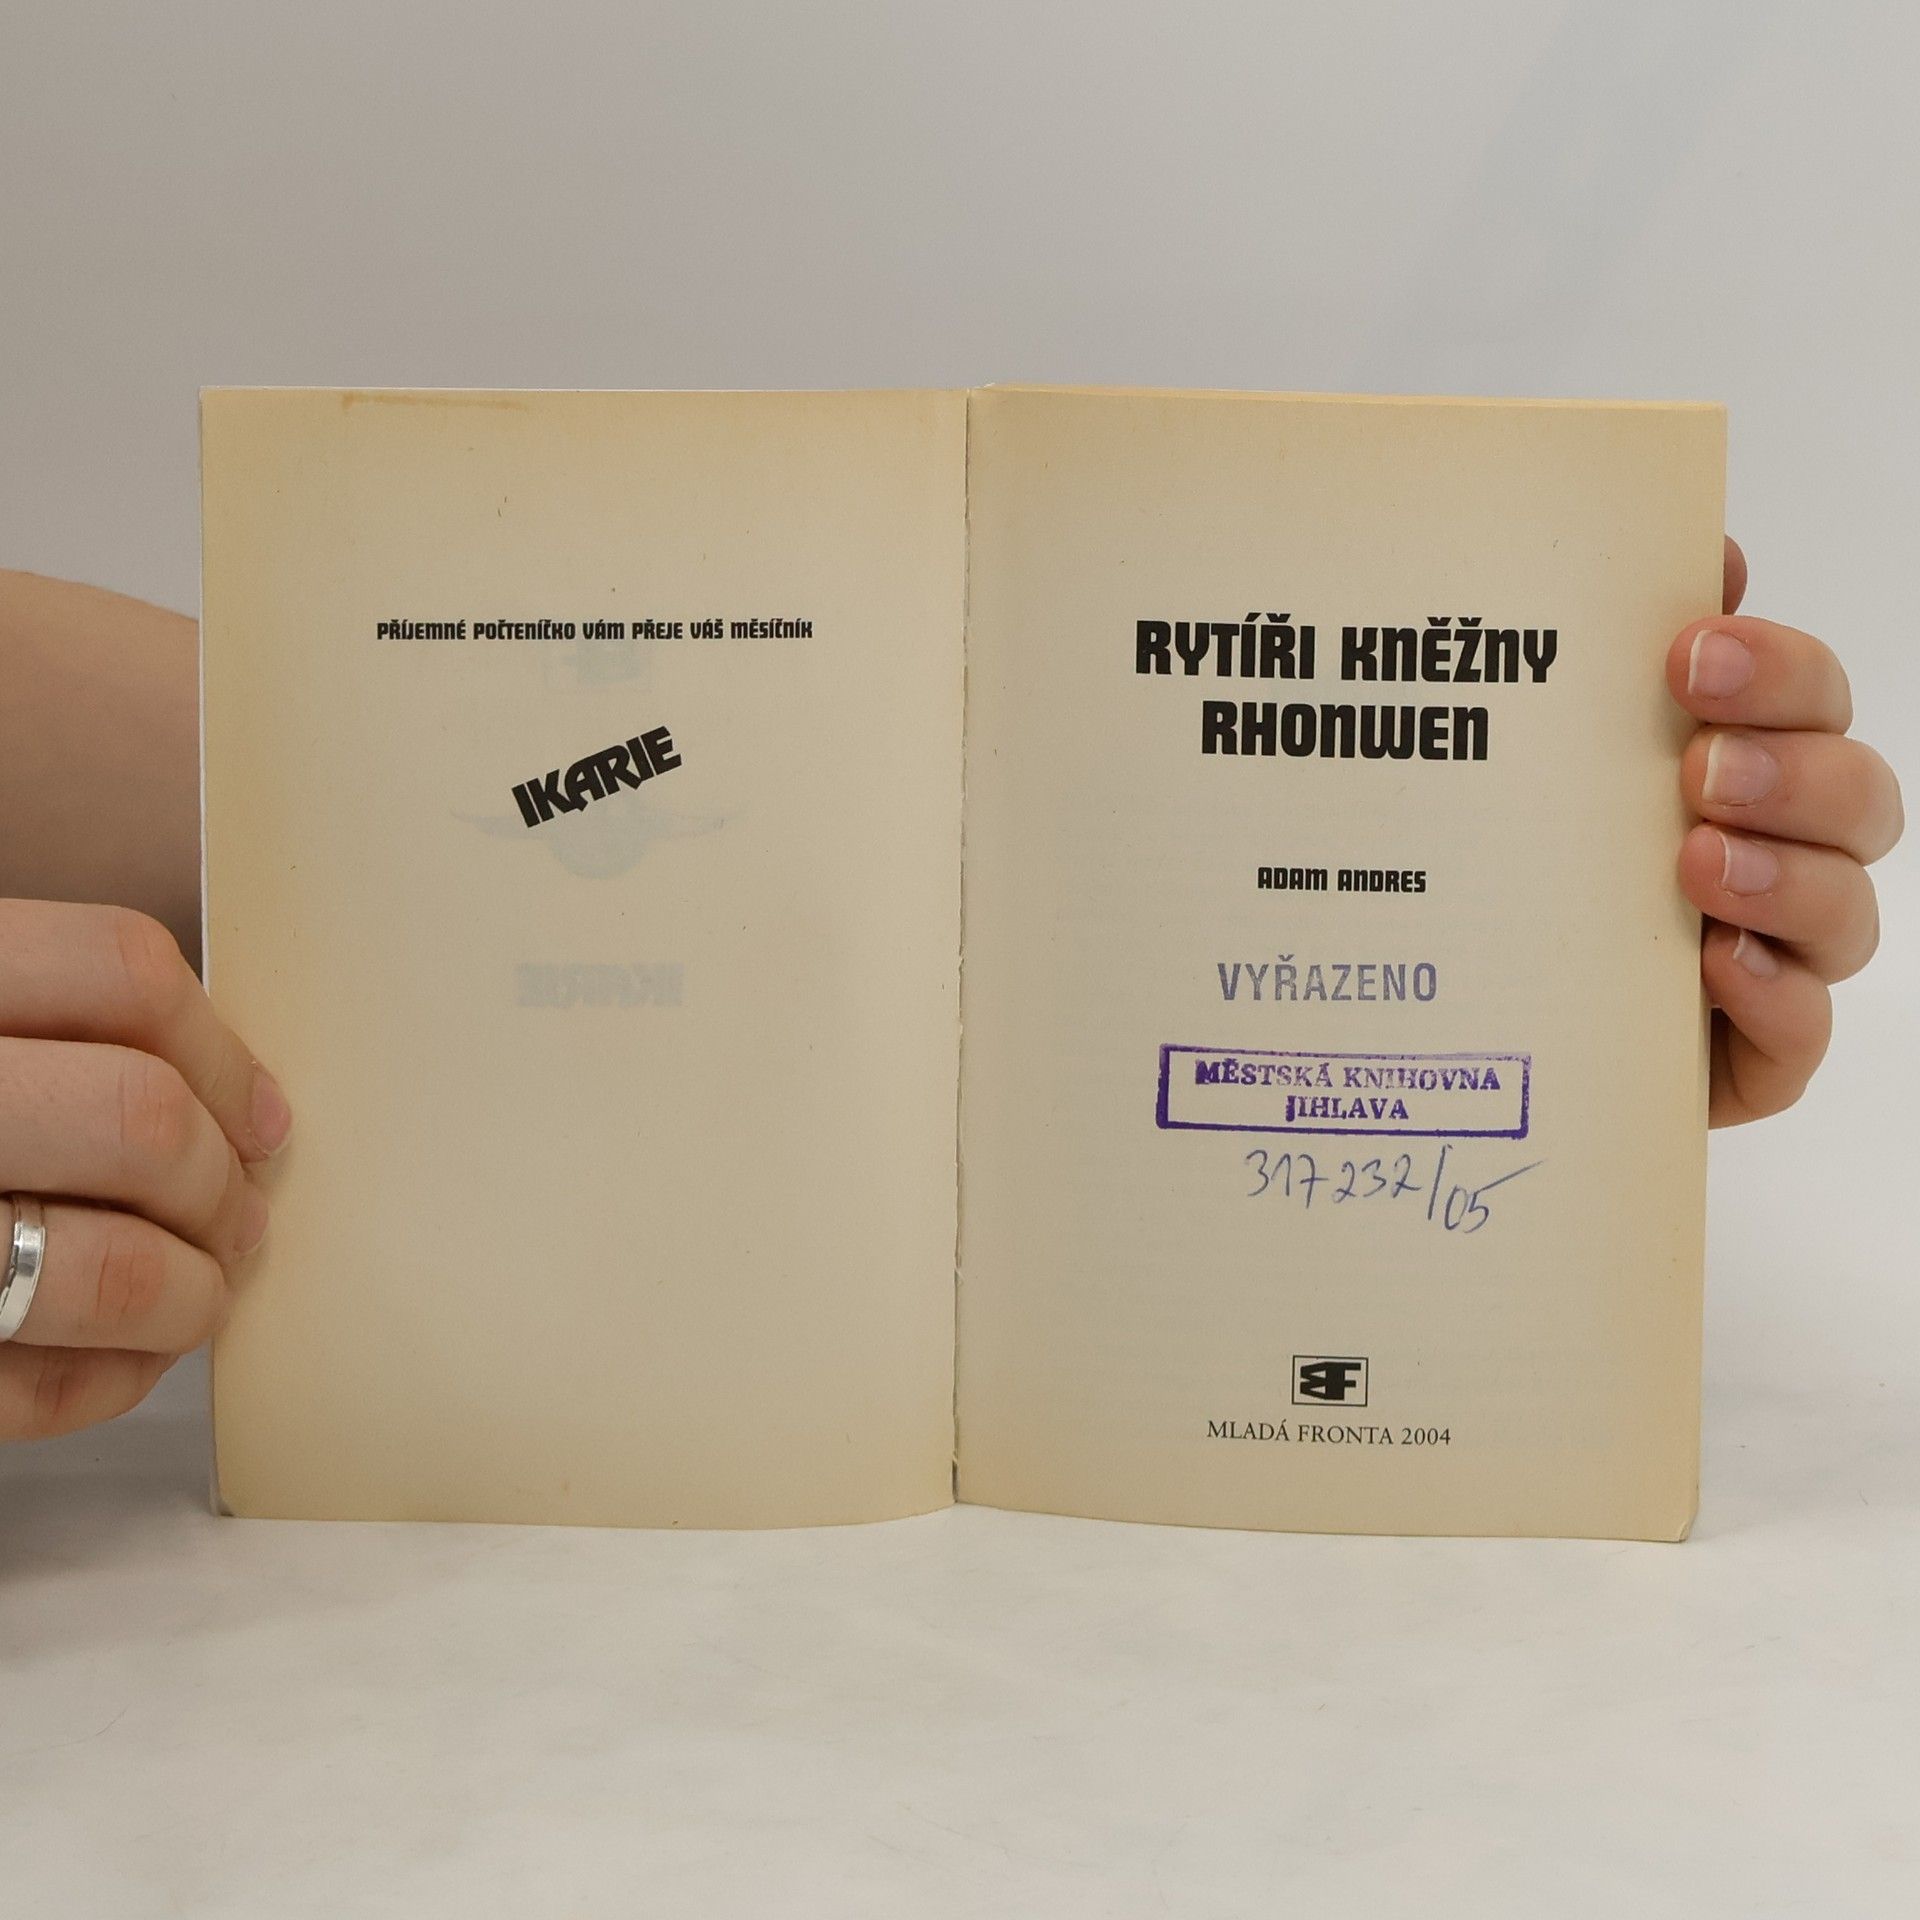 PŘÍJEMNÉ POČTENÍČKO VÁM PŘEJE VÁŠ MĚSÍČNÍK
IKARIE
RYTÍŘI KNĚŽNY
RHONWEN
ADAM ANDRES
VYŘAZENO
MĚSTSKÁ KNIHOVNA
JIHLAVA
317232/05
MF
MLADÁ FRONTA 2004